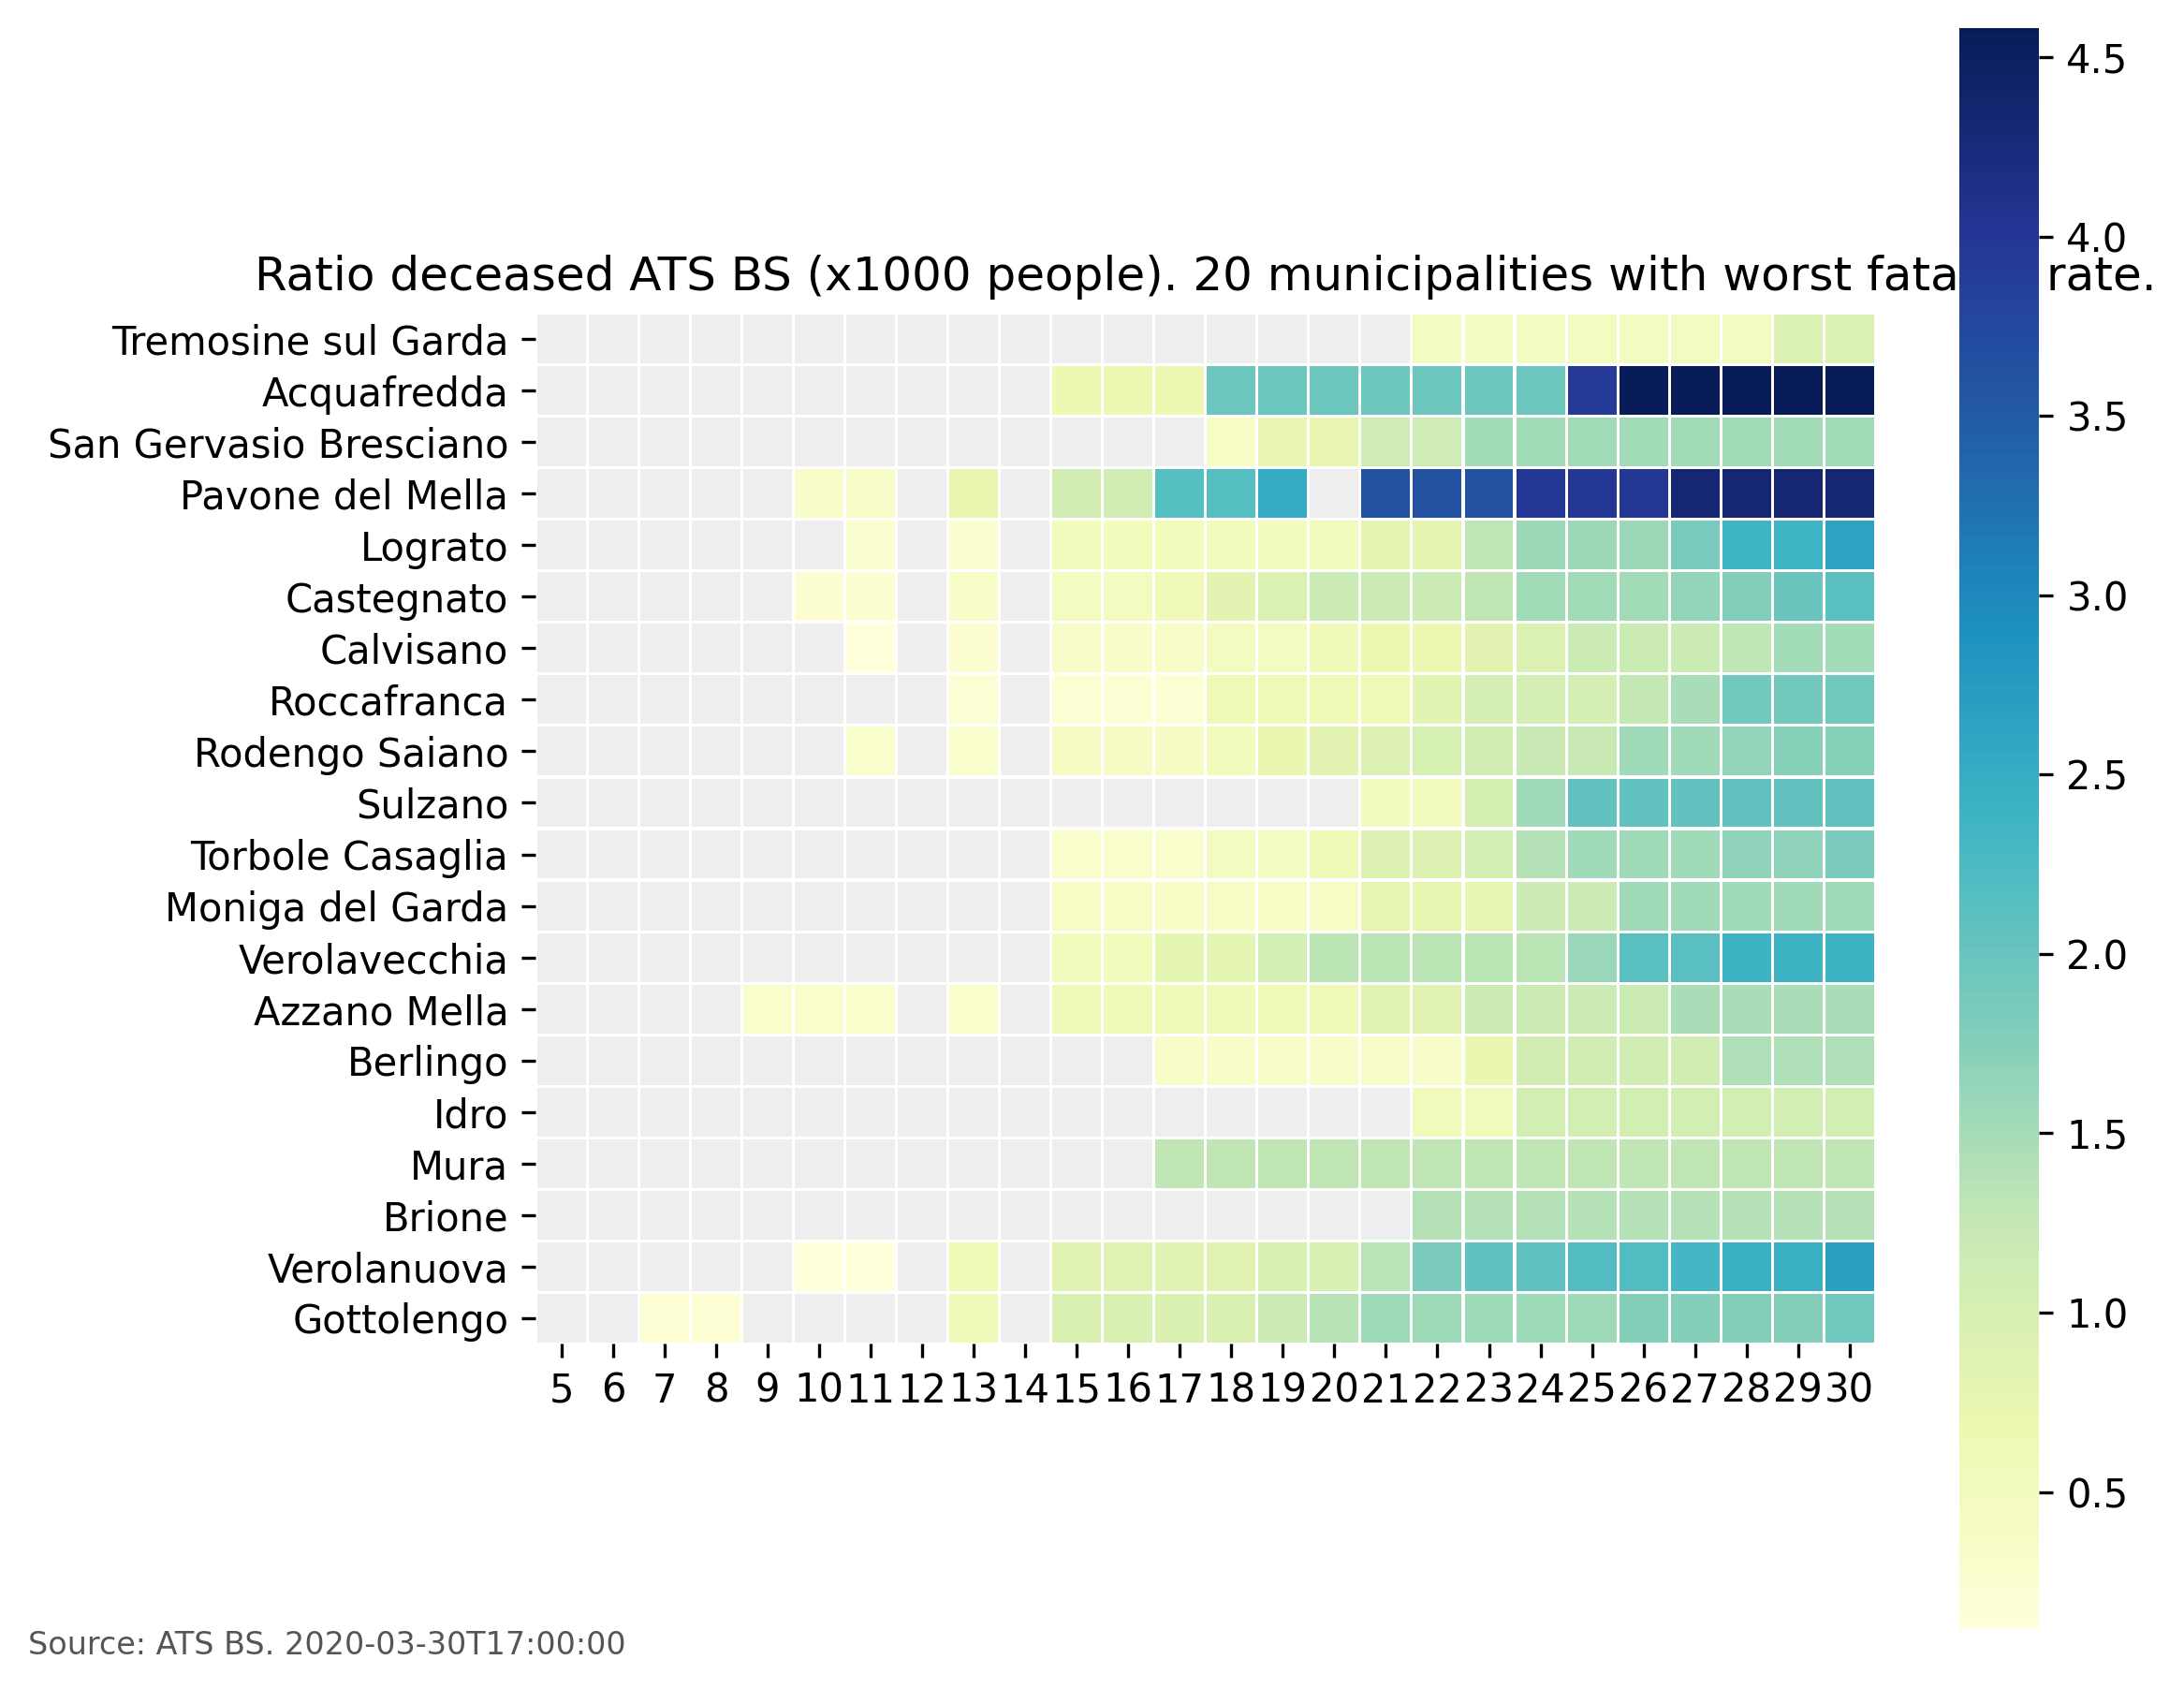 Ratio deceased ATS BS (x1000 people). 20 municipalities with worst fata rate.
Tremosine sul Garda
Acquafredda
San Gervasio Bresciano
Pavone del Mella
Lograto
Castegnato
Calvisano
Roccafranca
Rodengo Saiano
Sulzano
Torbole Casaglia
Moniga del Garda
Verolavecchia
Azzano Mella
Berlingo
Idro
Mura
Brione
Verolanuova
Gottolengo
5 6 7 8 9 10 11 12 13 14 15 16 17 18 19 20 21 22 23 24 25 26 27 28 29 30
4.5
4.0
3.5
3.0
2.5
2.0
1.5
1.0
0.5
Source: ATS BS. 2020-03-30T17:00:00